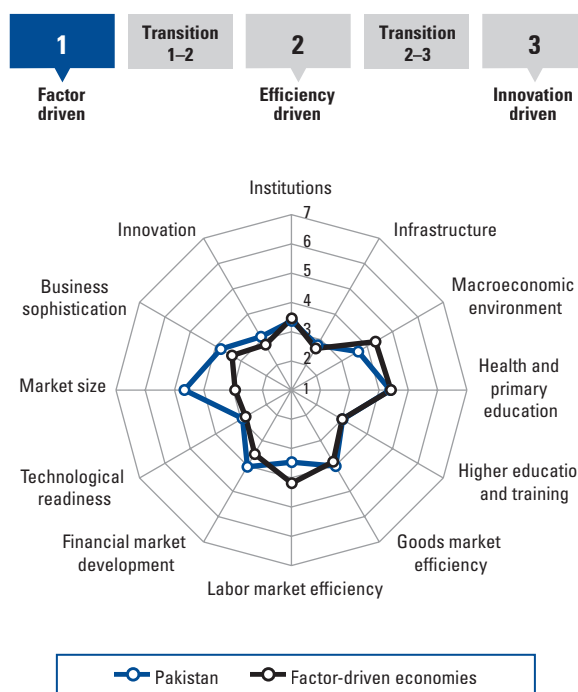 1
Transition
1–2
2
Transition
2–3
3
Factor
driven
Efficiency
driven
Innovation
driven
Institutions
7
6
5
4
3
2
1
Infrastructure
Macroeconomic
environment
Health and
primary
education
Higher educatio
and training
Goods market
efficiency
Labor market efficiency
Financial market
development
Technological
readiness
Market size
Business
sophistication
Innovation
Pakistan
Factor-driven economies